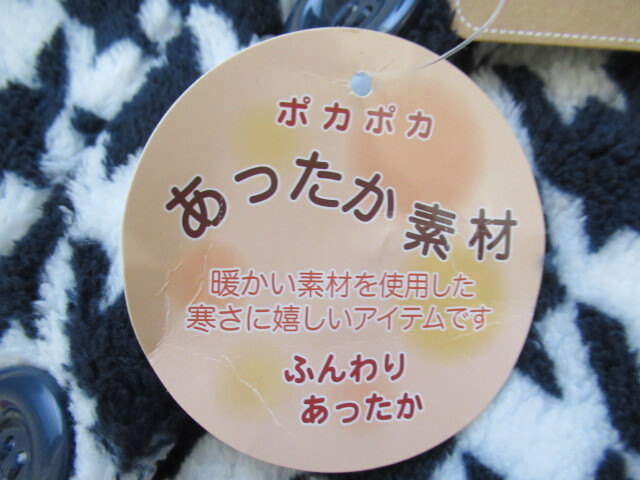 ポカポカ
あったか素材
暖かい素材を使用した
寒さに嬉しいアイテムです
ふんわり
あったか